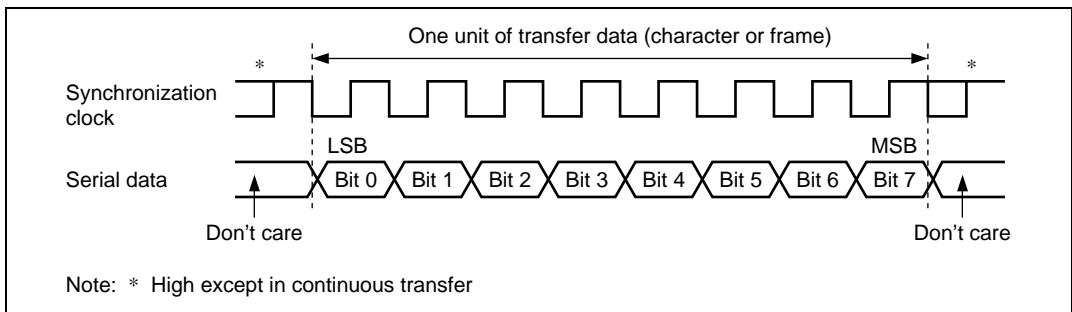 One unit of transfer data (character or frame)
* *
Synchronization
clock
LSB MSB
Serial data Bit 0 Bit 1 Bit 2 Bit 3 Bit 4 Bit 5 Bit 6 Bit 7
Don't care Don't care
Note: * High except in continuous transfer